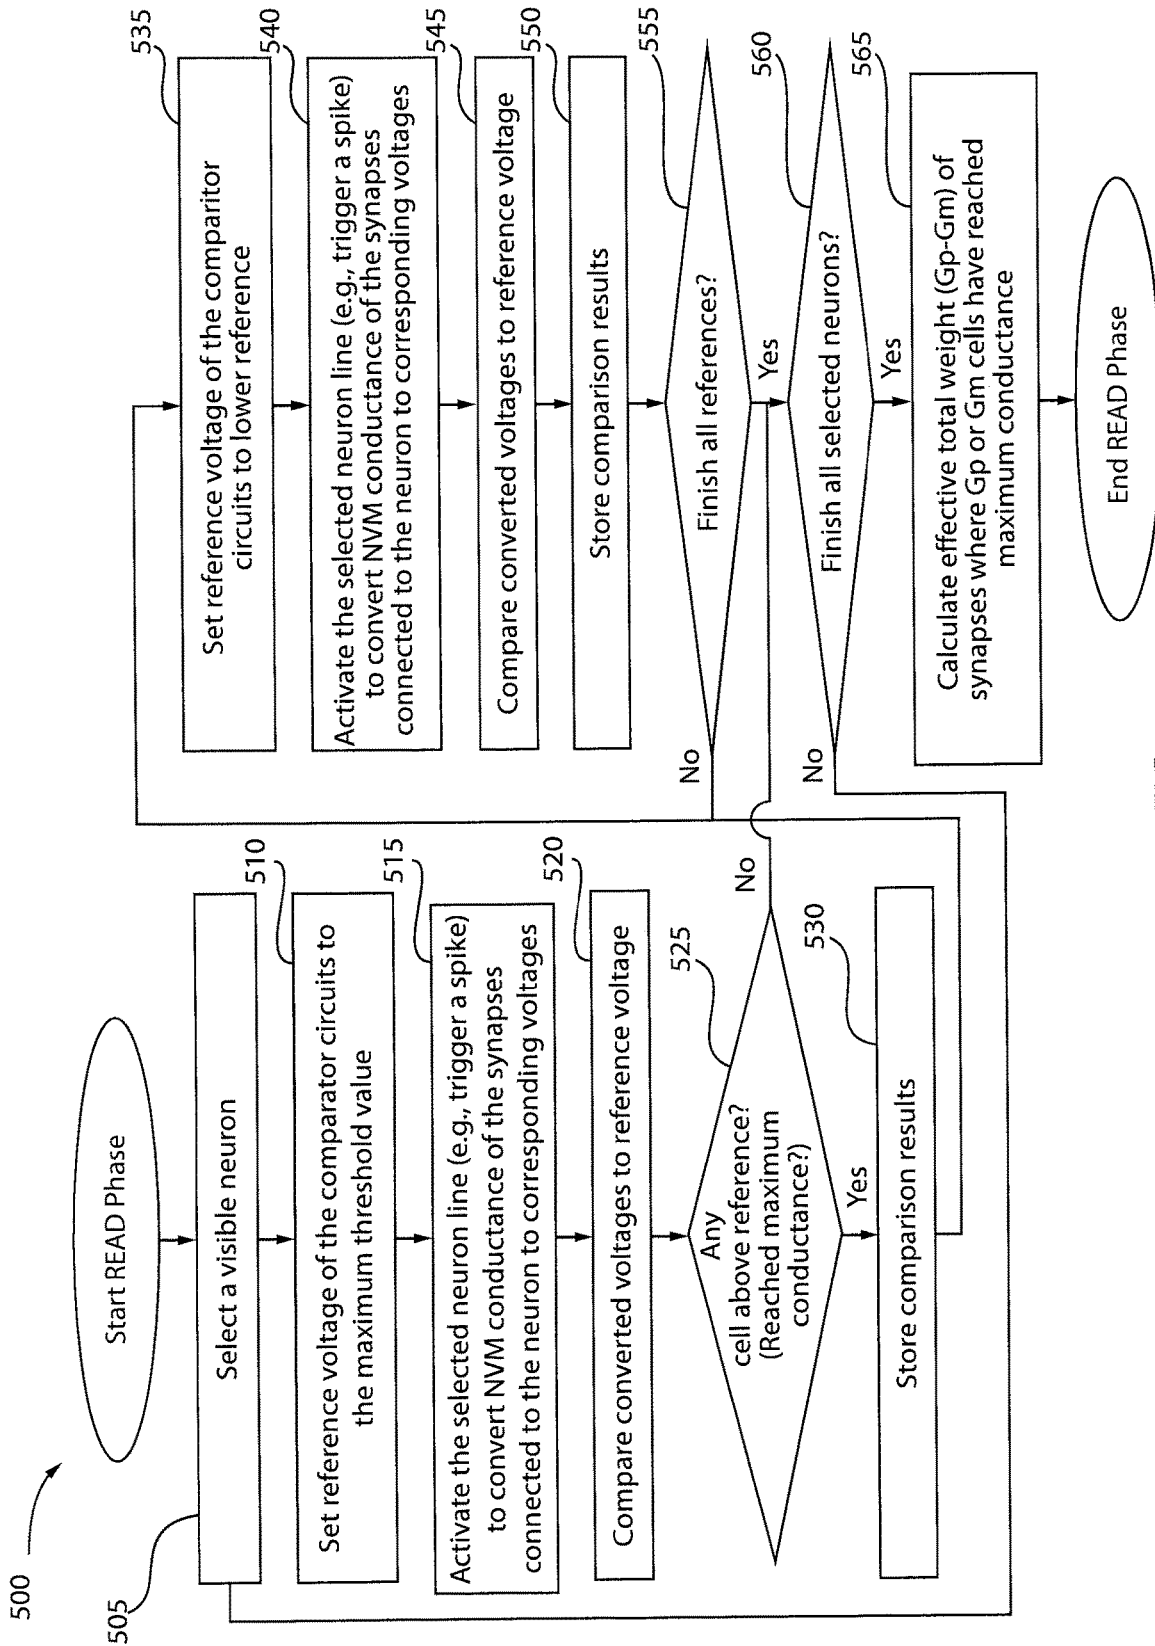 500
Start READ Phase
505
Select a visible neuron
510
Set reference voltage of the comparator circuits to
the maximum threshold value
515
Activate the selected neuron line (e.g., trigger a spike)
to convert NVM conductance of the synapses
connected to the neuron to corresponding voltages
520
Compare converted voltages to reference voltage
525
Any
cell above reference?
(Reached maximum
conductance?)
No
Yes
530
Store comparison results
535
Set reference voltage of the comparitor
circuits to lower reference
540
Activate the selected neuron line (e.g., trigger a spike)
to convert NVM conductance of the synapses
connected to the neuron to corresponding voltages
545
Compare converted voltages to reference voltage
550
Store comparison results
555
Finish all references?
No
Yes
560
Finish all selected neurons?
No
Yes
565
Calculate effective total weight (Gp-Gm) of
synapses where Gp or Gm cells have reached
maximum conductance
End READ Phase